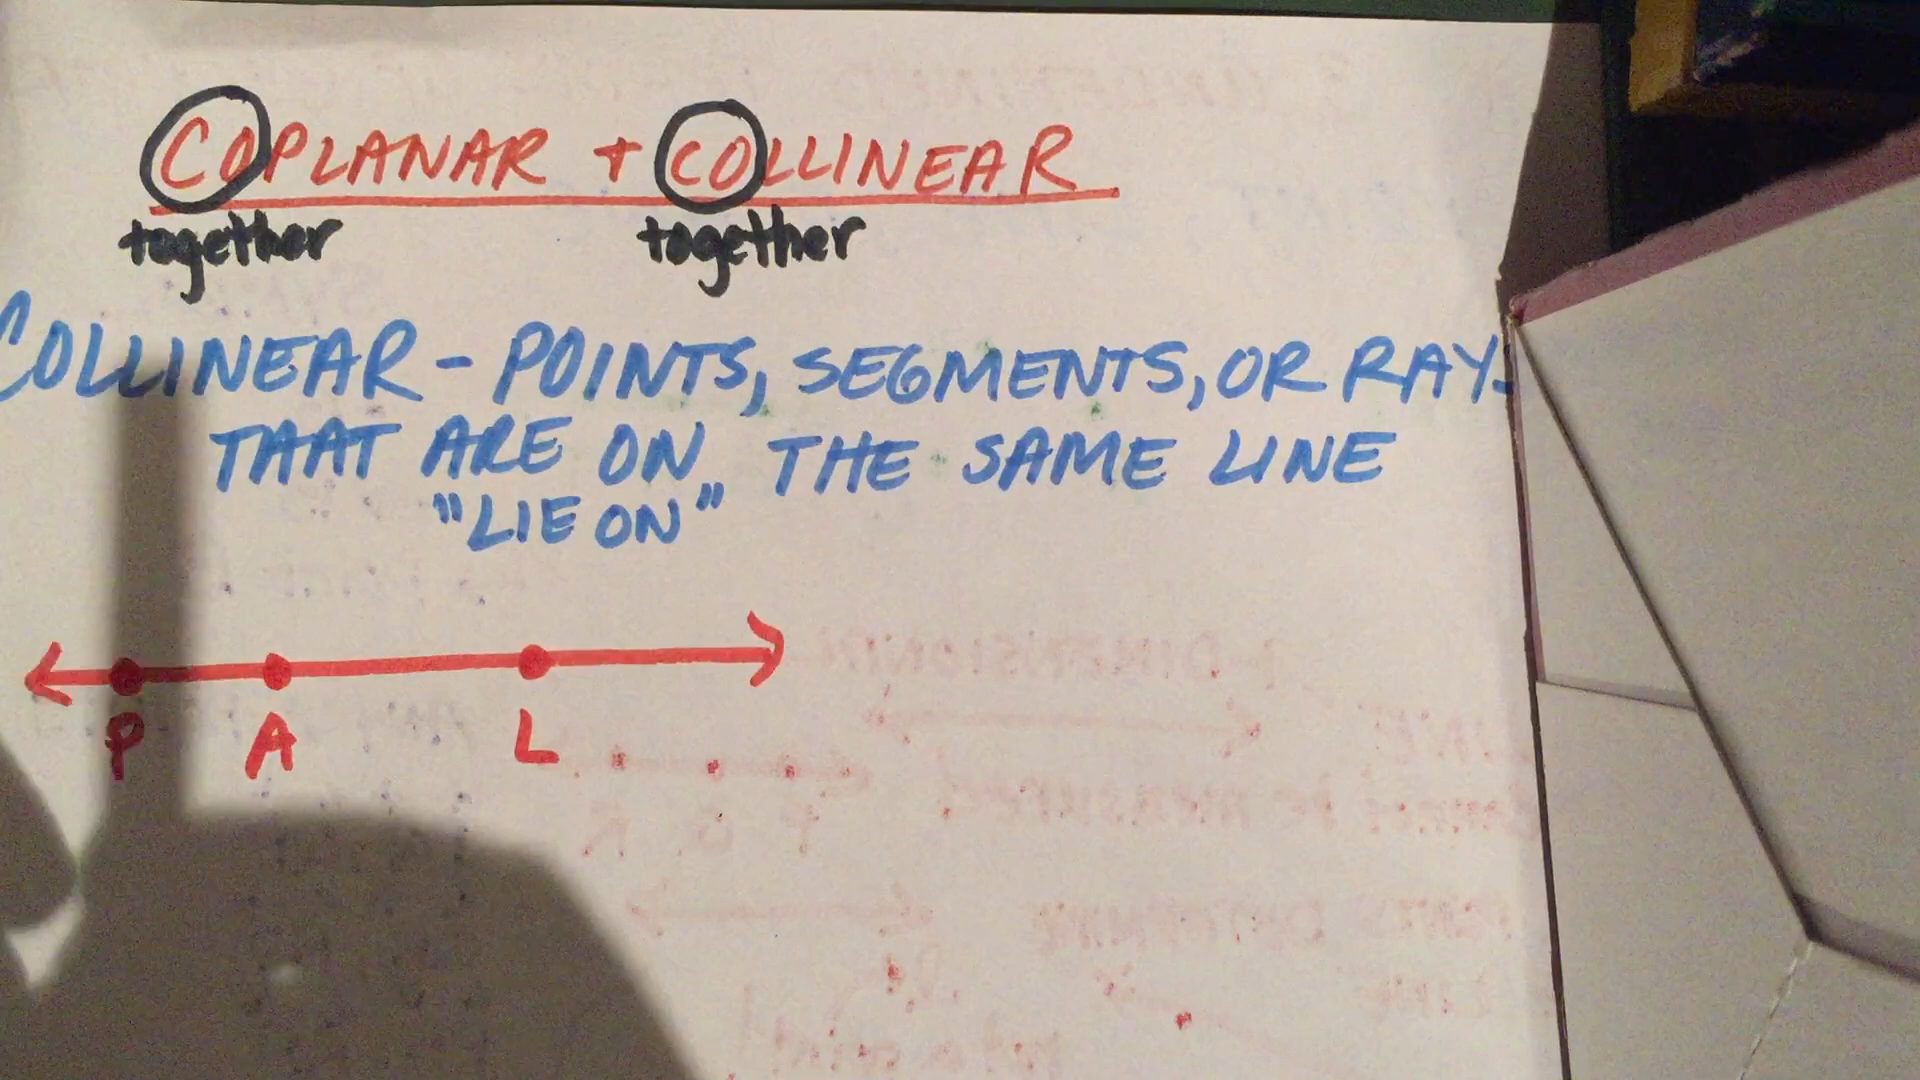 COPLANAR + COLLINEAR
together together
COLLINEAR - POINTS, SEGMENTS, OR RAYS
THAT ARE ON THE SAME LINE
"LIE ON"
P A L